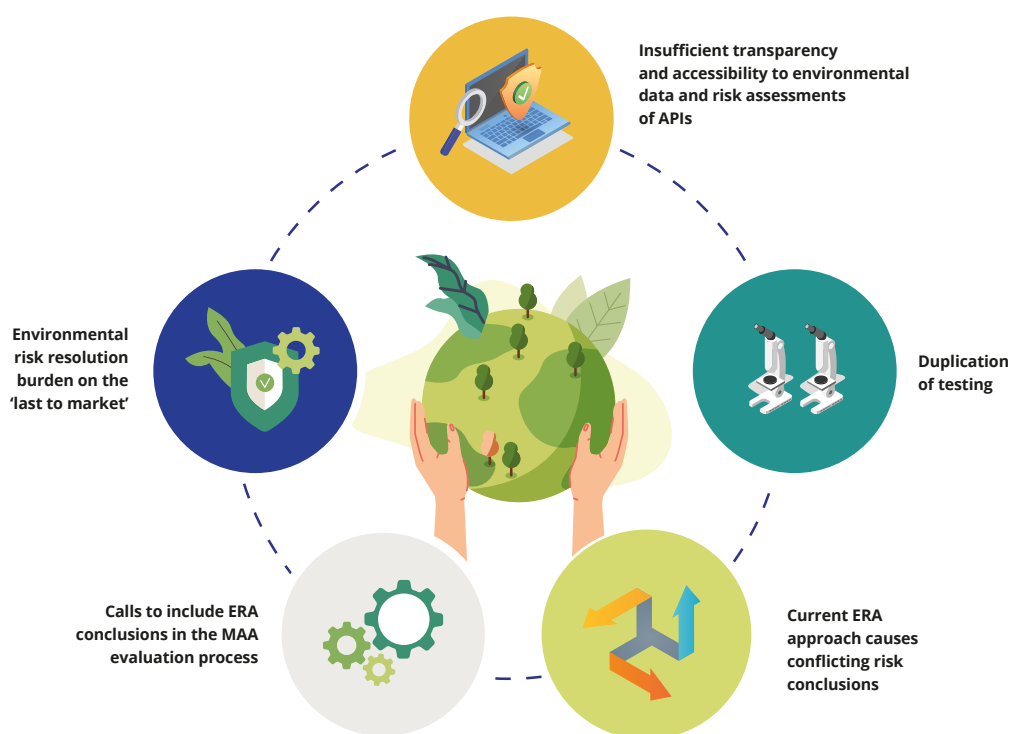 Insufficient transparency
and accessibility to environmental
data and risk assessments
of APIs
Duplication
of testing
Current ERA
approach causes
conflicting risk
conclusions
Calls to include ERA
conclusions in the MAA
evaluation process
Environmental
risk resolution
burden on the
‘last to market’